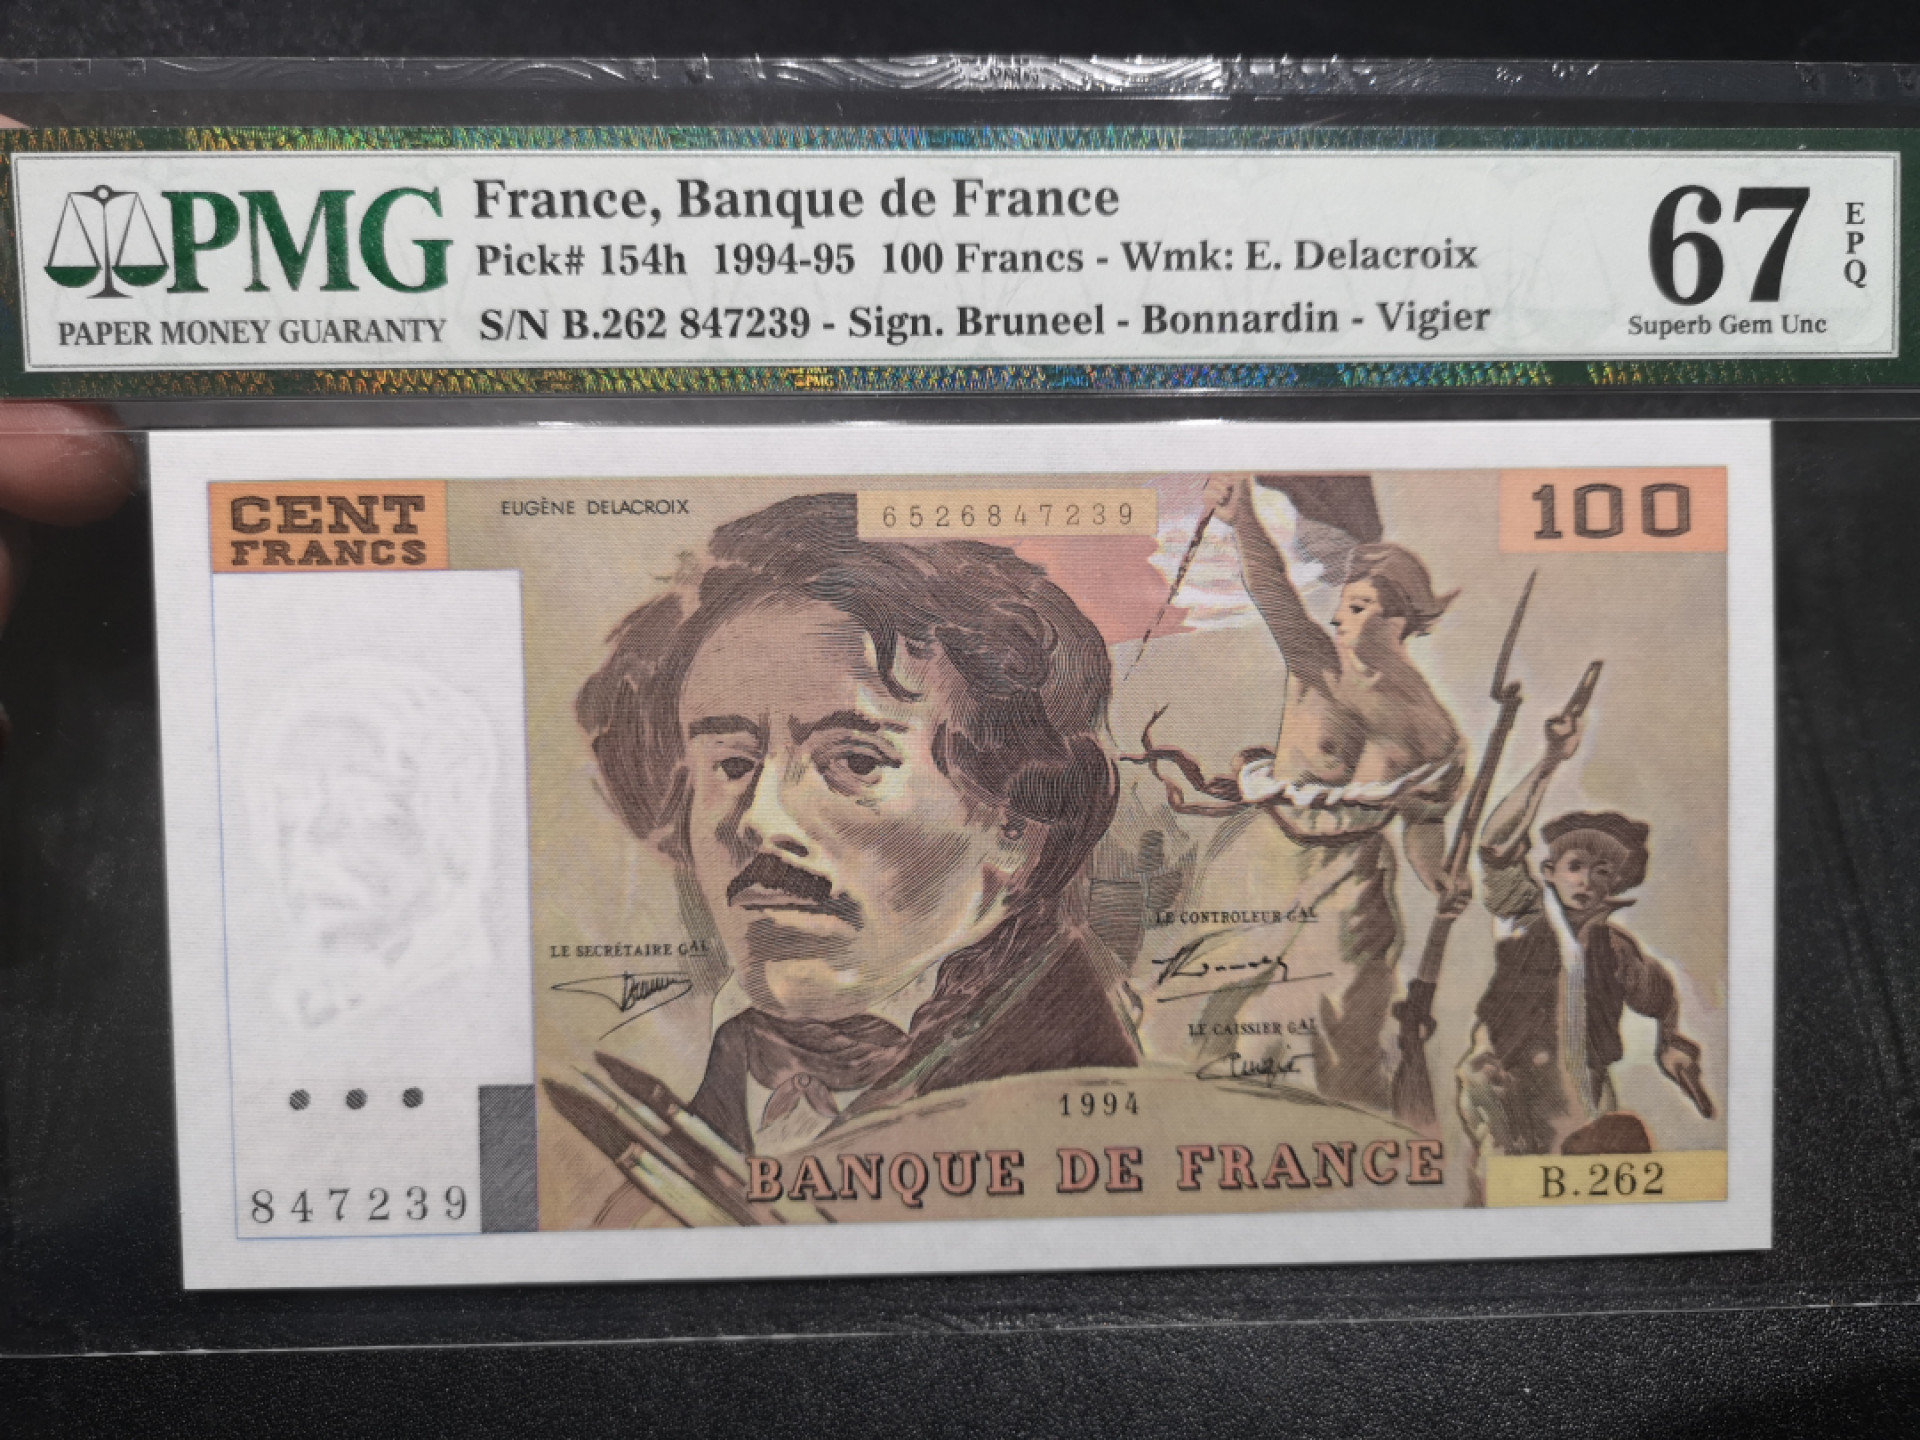 PMG
PAPER MONEY GUARANTY
France, Banque de France
Pick# 154h 1994-95 100 Francs - Wmk: E. Delacroix
S/N B.262 847239 - Sign. Bruneel - Bonnardin - Vigier
67
EPQ
Superb Gem Unc
CENT
FRANCS
EUGÈNE DELACROIX
6526847239
100
LE SECRÉTAIRE GAL
LE CONTROLEUR GAL
LE CAISSIER GAL
1994
BANQUE DE FRANCE
847239
B.262